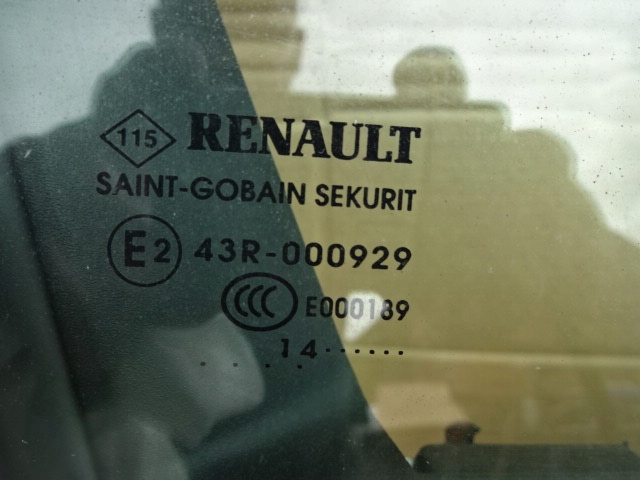 115 RENAULT
SAINT-GOBAIN SEKURIT
E2 43R-000929
CCC E000189
14······